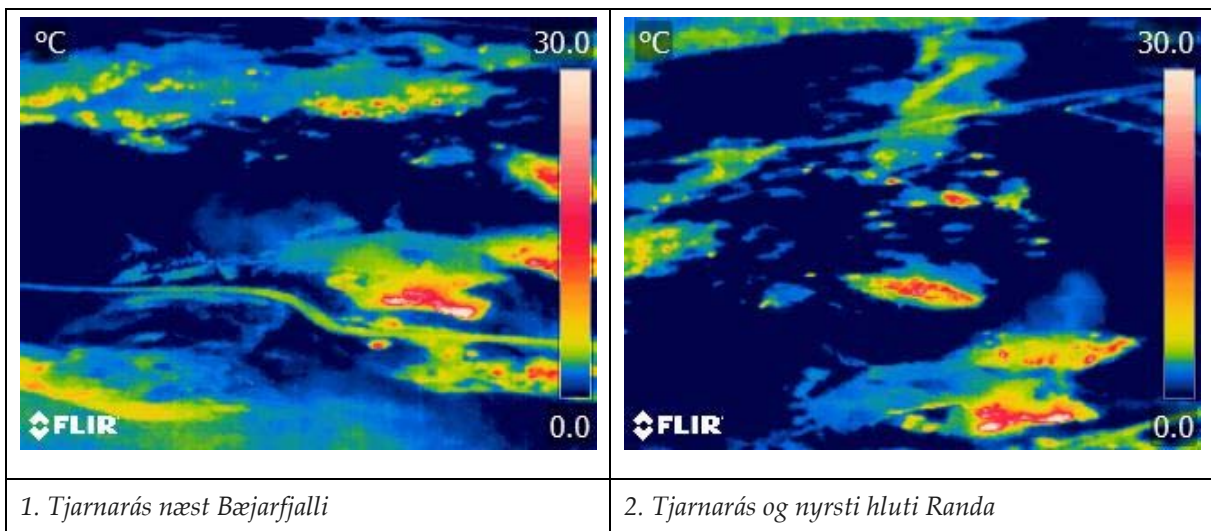 °C
30.0
FLIR
0.0
°C
30.0
FLIR
0.0
1. Tjarnarás næst Bæjarfjalli
2. Tjarnarás og nyrsti hluti Randa